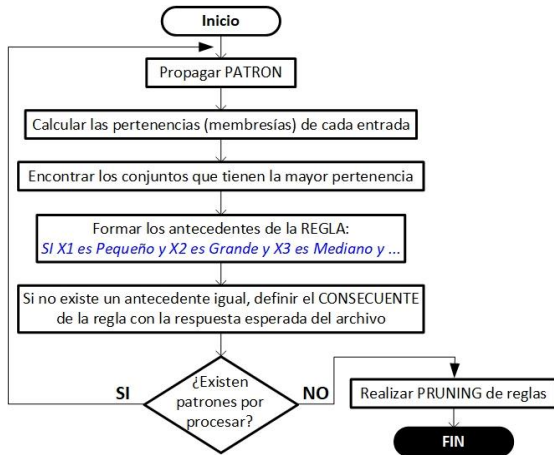 Inicio
Propagar PATRON
Calcular las pertenencias (membresías) de cada entrada
Encontrar los conjuntos que tienen la mayor pertenencia
Formar los antecedentes de la REGLA:
SI X1 es Pequeño y X2 es Grande y X3 es Mediano y ...
Si no existe un antecedente igual, definir el CONSECUENTE
de la regla con la respuesta esperada del archivo
¿Existen
patrones por
procesar?
SI
NO
Realizar PRUNING de reglas
FIN